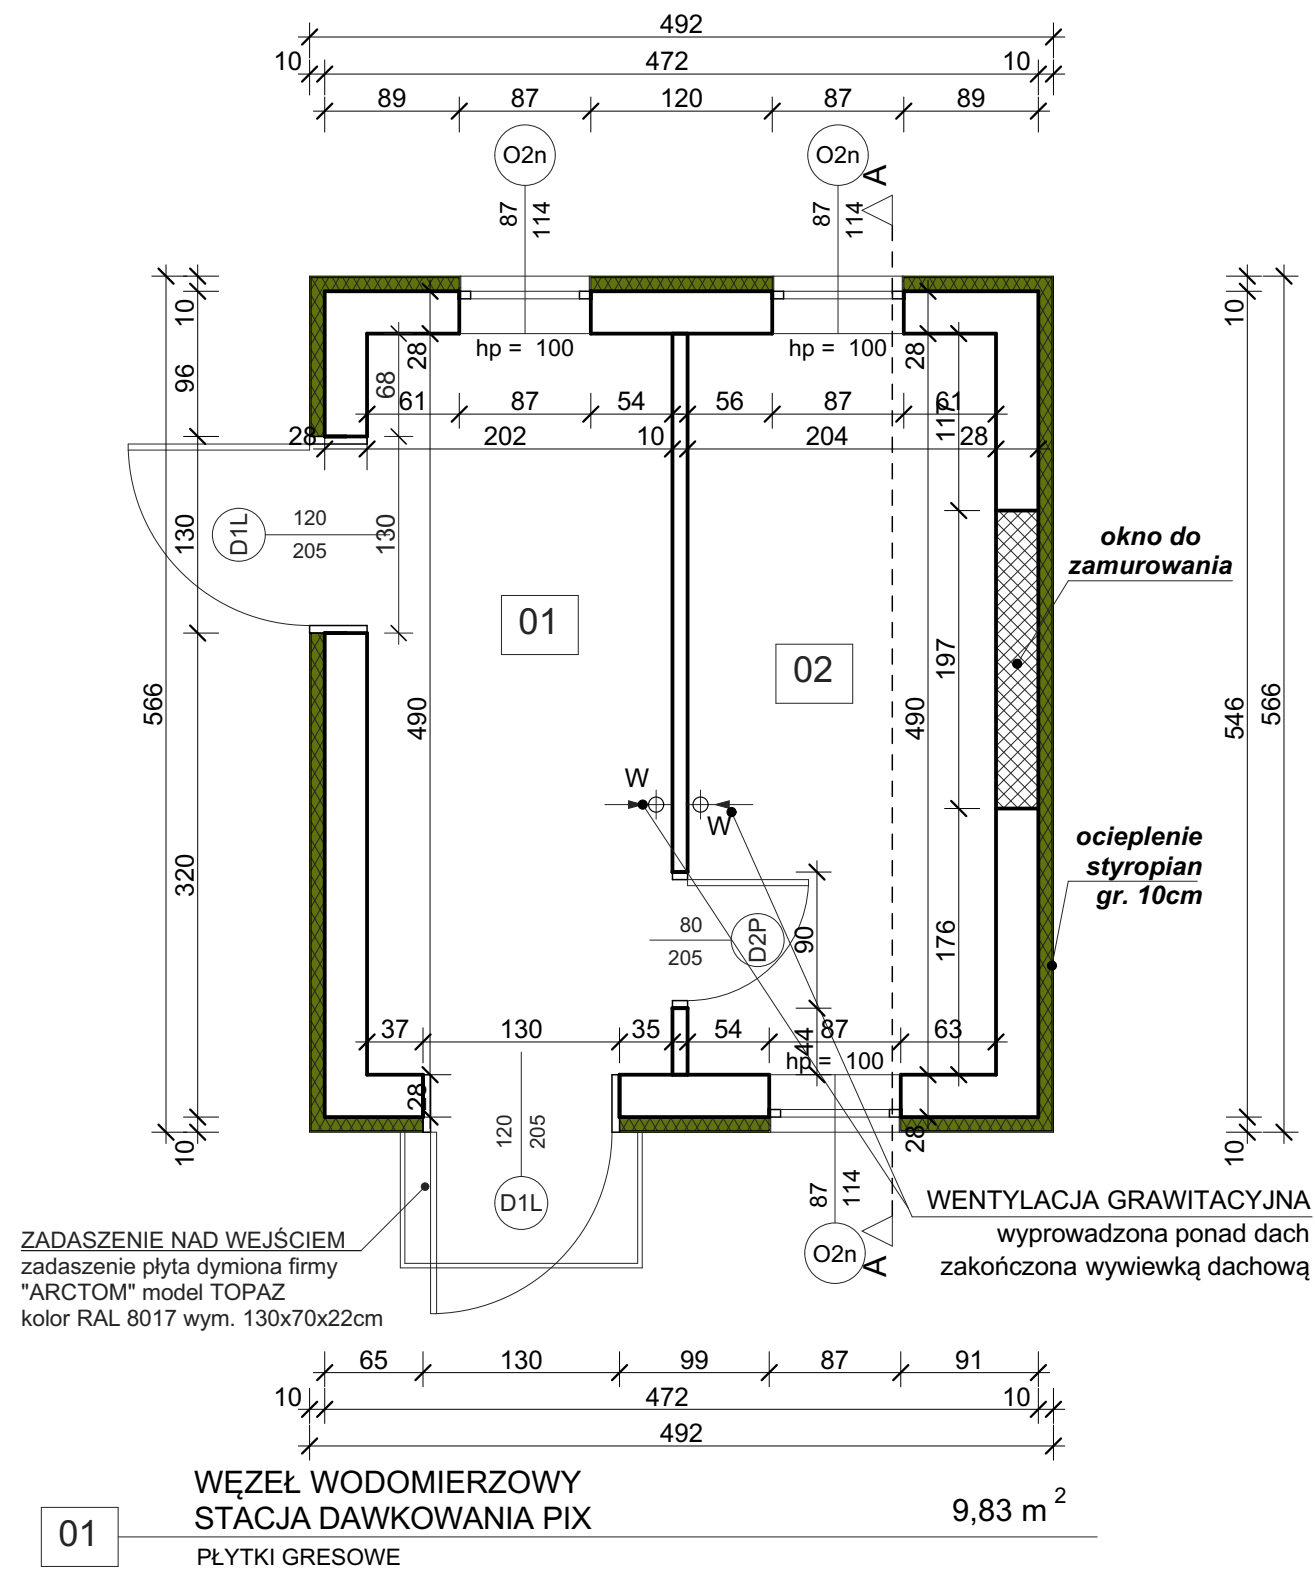 492
10 472 10
89 87 120 87 89
O2n O2n
A
87 114 87 114
10
10
28 28
hp = 100 hp = 100
96 68
61 87 54 56 87 61
117
28 202 10 204 28
D1L 120
205
130 130
okno do
zamurowania
01
02
197
566 490 490 546 566
W
W
320
ocieplenie
styropian
gr. 10cm
80
205
D2P
90
176
37 130 35 54 87 63
44
hp = 100
28
28
10 10
120 205
D1L
87 114
O2n
A
WENTYLACJA GRAWITACYJNA
wyprowadzona ponad dach
zakończona wywiewką dachową
ZADASZENIE NAD WEJŚCIEM
zadaszenie płyta dymiona firmy
"ARCTOM" model TOPAZ
kolor RAL 8017 wym. 130x70x22cm
65 130 99 87 91
10 472 10
492
WĘZEŁ WODOMIERZOWY
STACJA DAWKOWANIA PIX
9,83 m 2
01
PŁYTKI GRESOWE